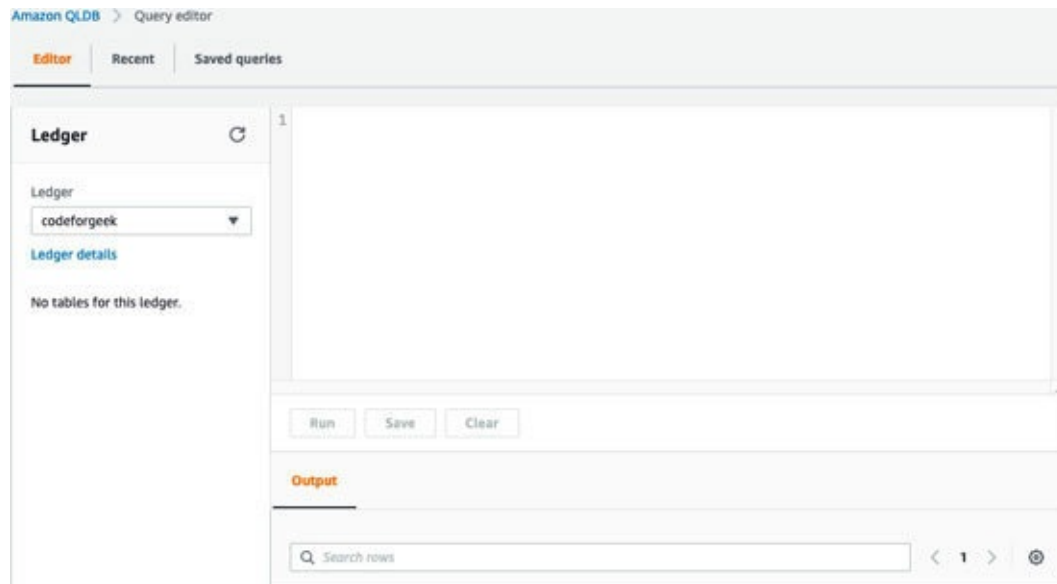 Amazon QLDB > Query editor
Editor Recent Saved queries
Ledger
Ledger
codeforgeek
Ledger details
No tables for this ledger.
1
Run Save Clear
Output
Search rows
< 1 >